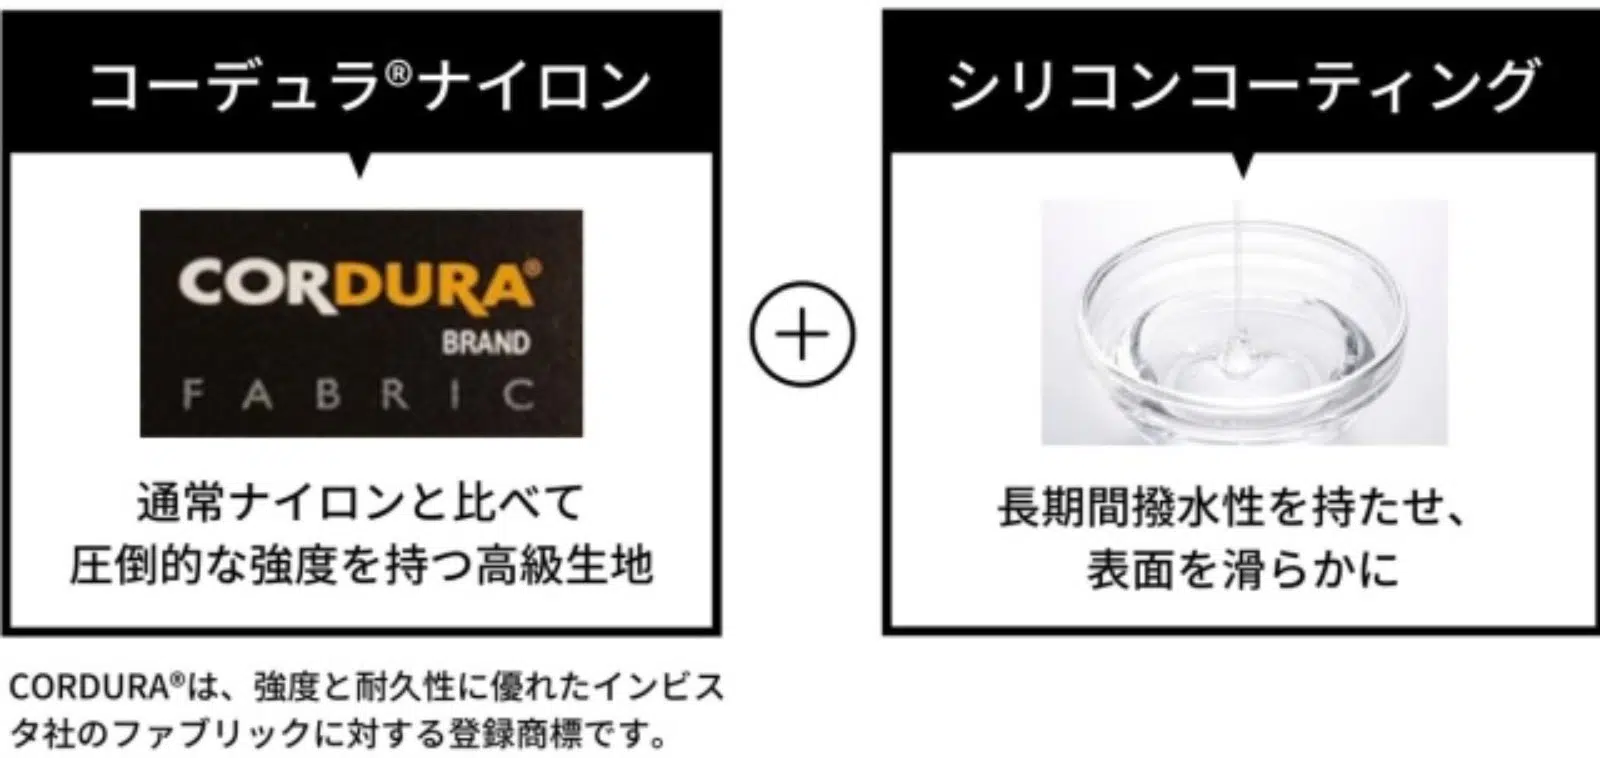 コーデュラ®ナイロン
CORDURA®
BRAND
FABRIC
通常ナイロンと比べて
圧倒的な強度を持つ高級生地
シリコンコーティング
長期間撥水性を持たせ、
表面を滑らかに
CORDURA®は、強度と耐久性に優れたインビス
タ社のファブリックに対する登録商標です。